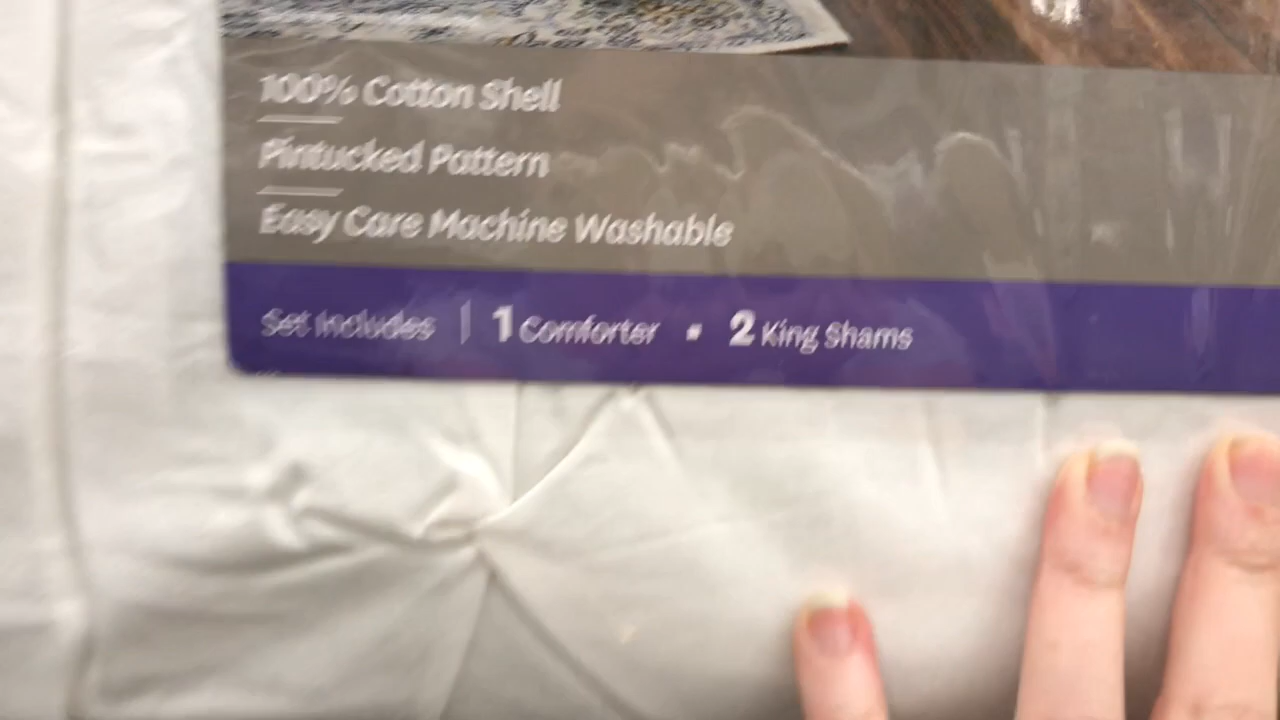 100% Cotton Shell
Pintucked Pattern
Easy Care Machine Washable
Set Includes | 1 Comforter ▪ 2 King Shams